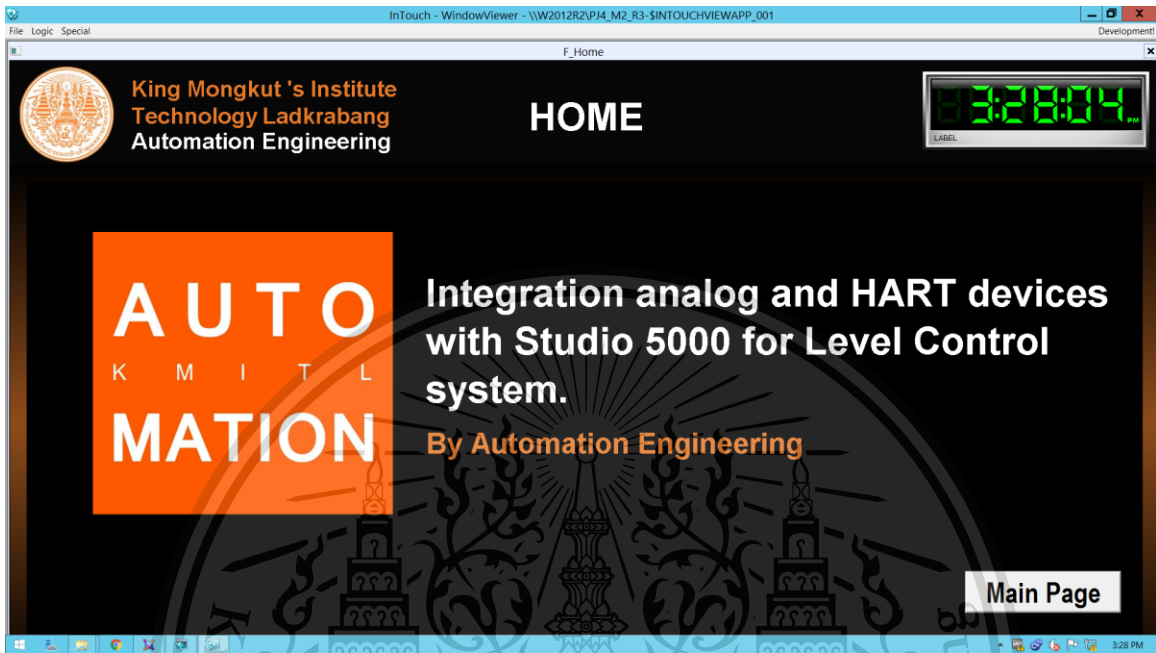 InTouch - WindowViewer - \\W2012R2\PJ4_M2_R3-$INTOUCHVIEWAPP_001
File Logic Special
Development!
F_Home
King Mongkut 's Institute
Technology Ladkrabang
Automation Engineering
HOME
3:28:04 PM
LABEL
AUTO
KMITL
MATION
Integration analog and HART devices
with Studio 5000 for Level Control
system.
By Automation Engineering
Main Page
3:28 PM